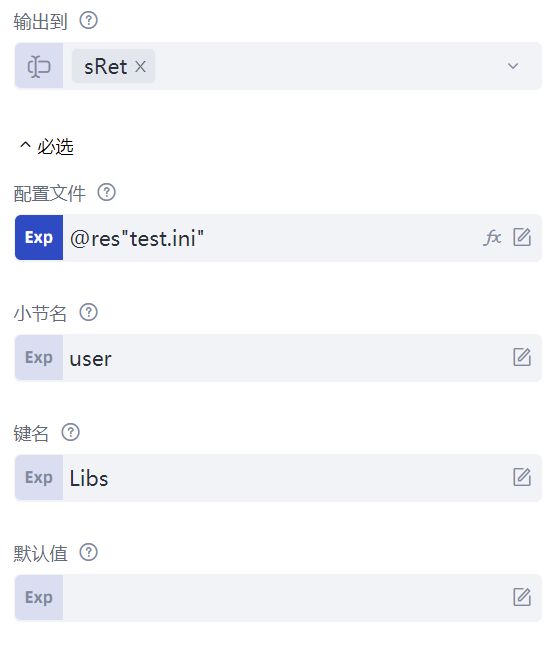 输出到
sRet
必选
配置文件
Exp @res"test.ini" fx
小节名
Exp user
键名
Exp Libs
默认值
Exp